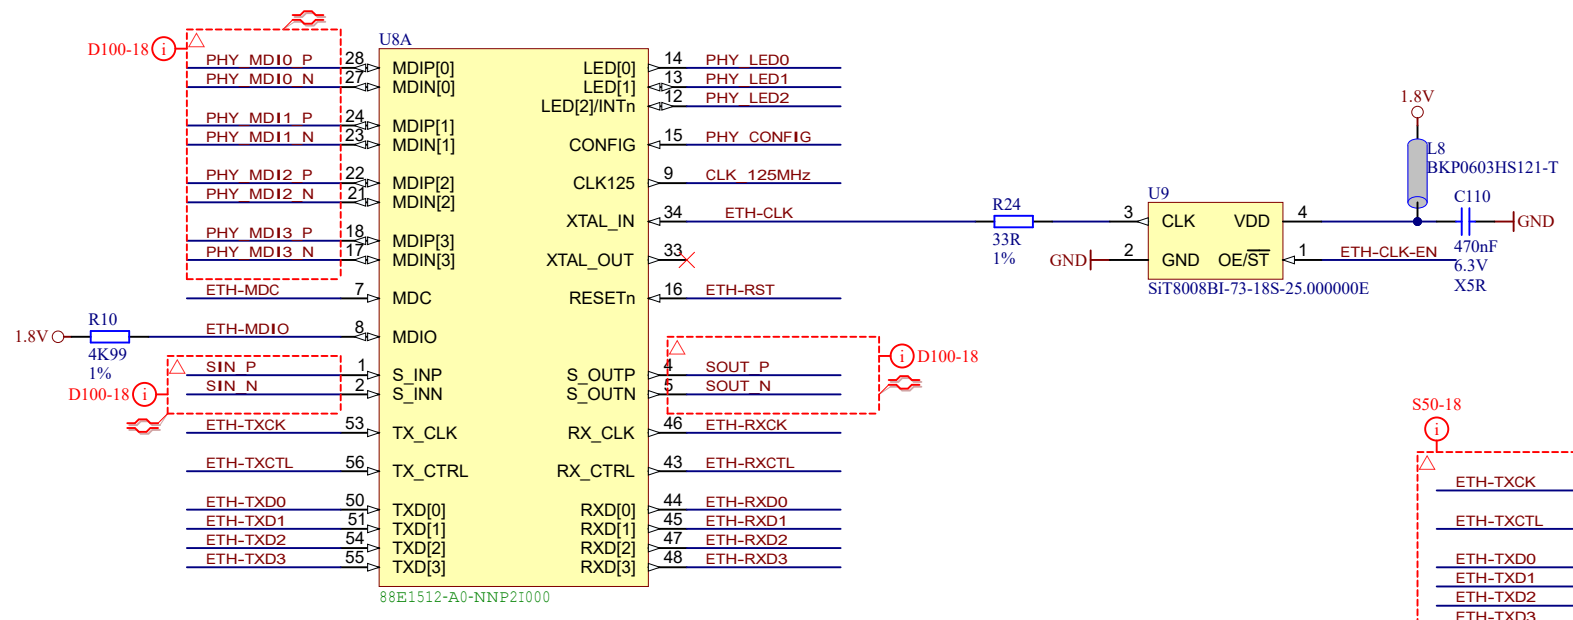 D100-18 i
U8A
PHY_MDI0_P 28 MDIP[0] LED[0] 14 PHY_LED0
PHY_MDI0_N 27 MDIN[0] LED[1] 13 PHY_LED1
LED[2]/INTn 12 PHY_LED2
PHY_MDI1_P 24 MDIP[1]
PHY_MDI1_N 23 MDIN[1] CONFIG 15 PHY_CONFIG
PHY_MDI2_P 22 MDIP[2] CLK125 9 CLK_125MHz
PHY_MDI2_N 21 MDIN[2]
XTAL_IN 34 ETH-CLK
PHY_MDI3_P 18 MDIP[3]
PHY_MDI3_N 17 MDIN[3] XTAL_OUT 33
ETH-MDC 7 MDC RESETn 16 ETH-RST
1.8V R10 ETH-MDIO 8 MDIO
4K99
1%
SIN_P 1 S_INP S_OUTP 4 SOUT_P
SIN_N 2 S_INN S_OUTN 5 SOUT_N
D100-18 i
i D100-18
ETH-TXCK 53 TX_CLK RX_CLK 46 ETH-RXCK
ETH-TXCTL 56 TX_CTRL RX_CTRL 43 ETH-RXCTL
ETH-TXD0 50 TXD[0] RXD[0] 44 ETH-RXD0
ETH-TXD1 51 TXD[1] RXD[1] 45 ETH-RXD1
ETH-TXD2 54 TXD[2] RXD[2] 47 ETH-RXD2
ETH-TXD3 55 TXD[3] RXD[3] 48 ETH-RXD3
88E1512-A0-NNP2I000
R24
33R
1%
1.8V
L8
BKP0603HS121-T
U9
3 CLK VDD 4
GND 2 GND OE/ST 1 ETH-CLK-EN
SiT8008BI-73-18S-25.000000E
C110
GND
470nF
6.3V
X5R
S50-18
i
ETH-TXCK
ETH-TXCTL
ETH-TXD0
ETH-TXD1
ETH-TXD2
ETH-TXD3